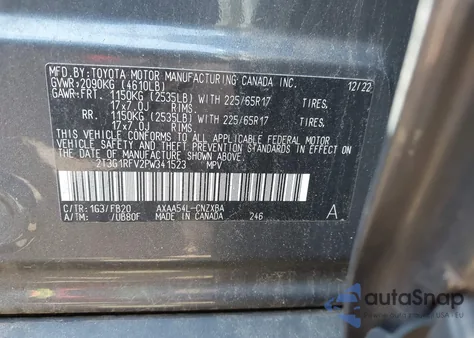 MFD.BY:TOYOTA MOTOR MANUFACTURING CANADA INC.
GVWR:2090KG (4610LB) 12/22
GAWR:FRT. 1150KG (2535LB) WITH 225/65R17 TIRES.
17x7.0J RIMS.
RR. 1150KG (2535LB) WITH 225/65R17 TIRES.
17x7.0J RIMS.
THIS VEHICLE CONFORMS TO ALL APPLICABLE FEDERAL MOTOR
VEHICLE SAFETY AND THEFT PREVENTION STANDARDS IN EFFECT ON
THE DATE OF MANUFACTURE SHOWN ABOVE.
2T3G1RFV2PW341523 MPV
C/TR:163/FB20 AXAA54L-CNZXBA
A/TM: /UB80F MADE IN CANADA 246
A
autoSnap
USA·EU